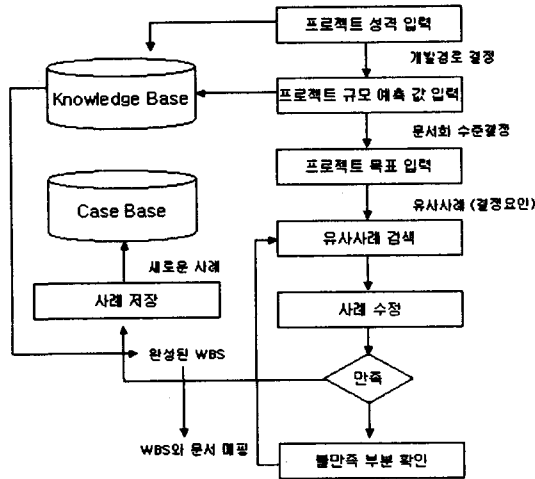 프로젝트 성격 입력
개발경로 결정
Knowledge Base
프로젝트 규모 예측 값 입력
문서화 수준결정
프로젝트 목표 입력
Case Base
유사사례 (결정요인)
유사사례 검색
새로운 사례
사례 저장
사례 수정
완성된 WBS
만족
WBS와 문서 매핑
불만족 부분 확인